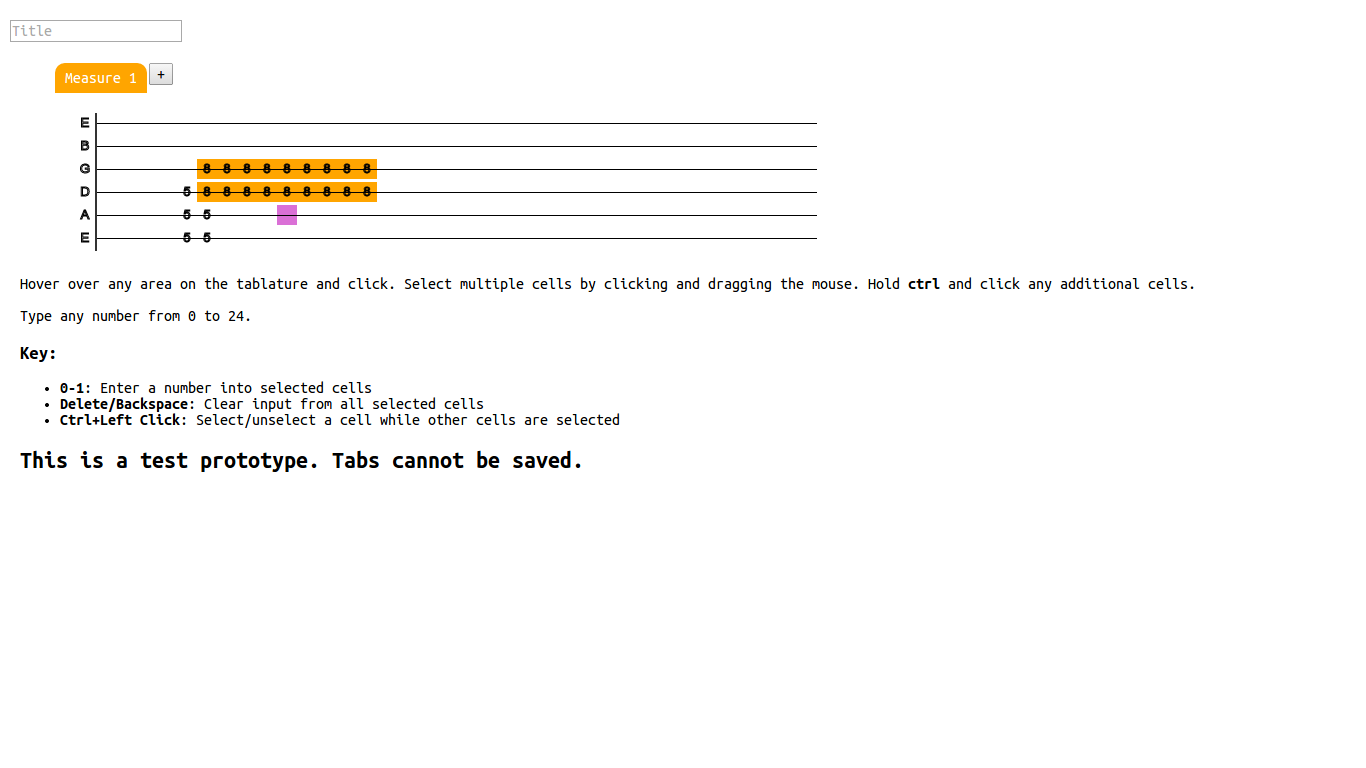 Title
Measure 1 +
E
B
G 8 8 8 8 8 8 8 8 8
D 5 8 8 8 8 8 8 8 8 8
A 5 5
E 5 5
Hover over any area on the tablature and click. Select multiple cells by clicking and dragging the mouse. Hold ctrl and click any additional cells.
Type any number from 0 to 24.
Key:
• 0-1: Enter a number into selected cells
• Delete/Backspace: Clear input from all selected cells
• Ctrl+Left Click: Select/unselect a cell while other cells are selected
This is a test prototype. Tabs cannot be saved.